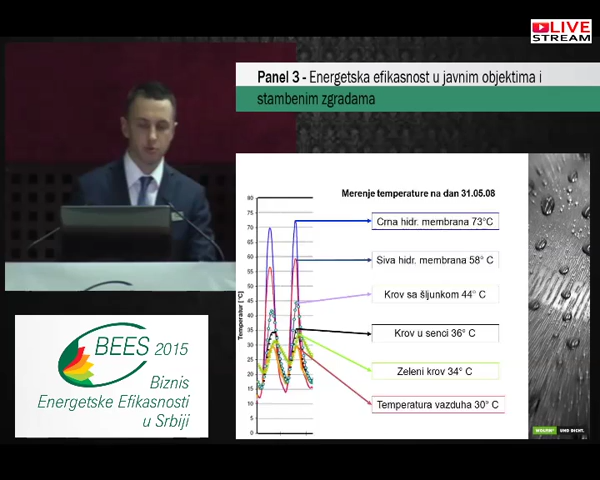 LIVE
STREAM
Panel 3 - Energetska efikasnost u javnim objektima i
stambenim zgradama
Merenje temperature na dan 31.05.08
Temperatur [°C]
80
75
70
65
60
55
50
45
40
35
30
25
20
15
10
5
0
Crna hidr. membrana 73°C
Siva hidr. membrana 58° C
Krov sa šljunkom 44° C
Krov u senci 36° C
Zeleni krov 34° C
Temperatura vazduha 30° C
BEES 2015
Biznis
Energetske Efikasnosti
u Srbiji
UND DICHT.